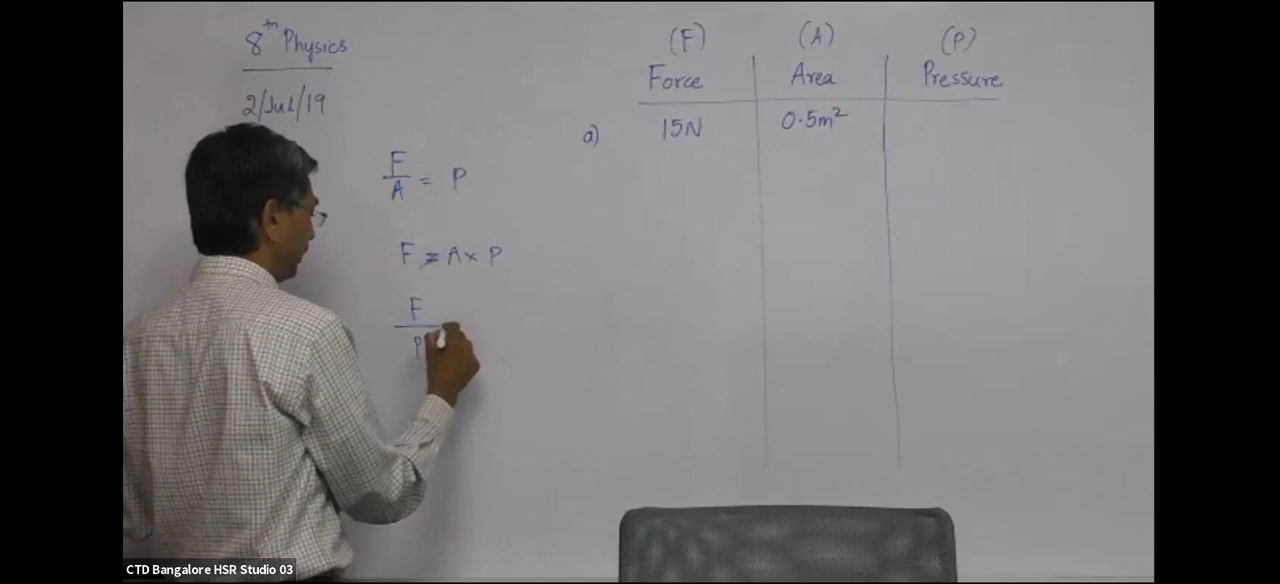 8th Physics
2/Jul/19
F/A = P
F = A x P
F
P
(F) (A) (P)
Force Area Pressure
a) 15N 0.5m²
CTD Bangalore HSR Studio 03